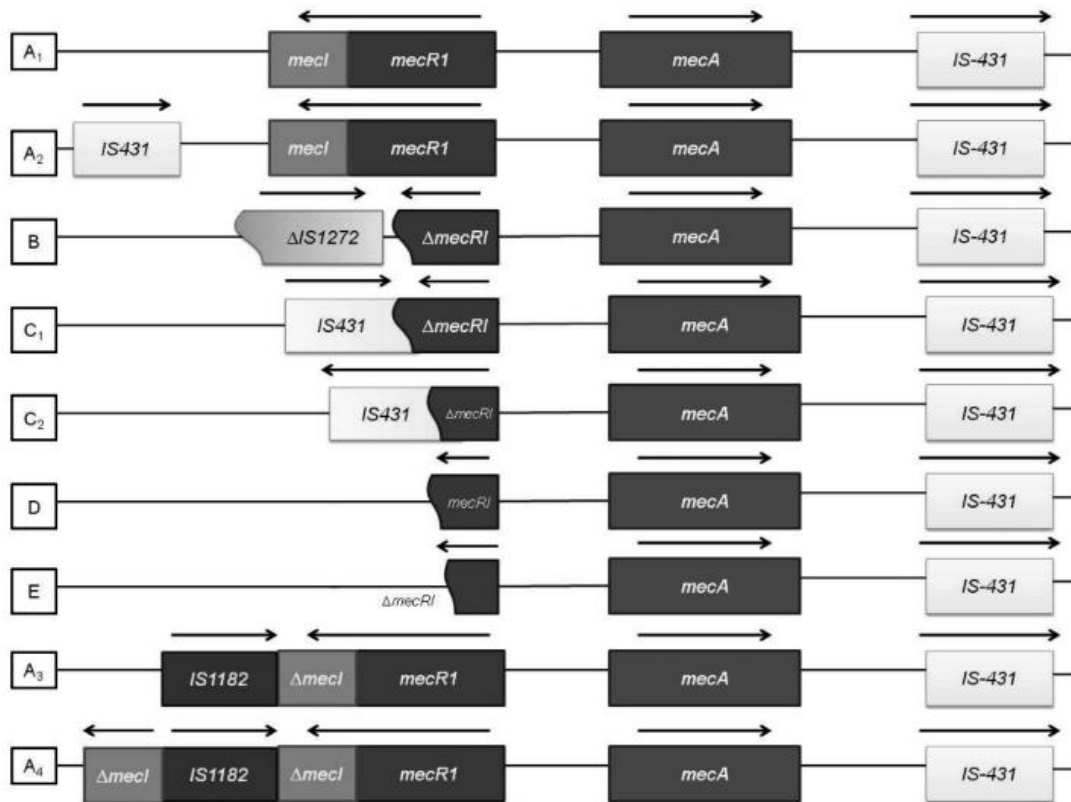 A₁ mecI mecR1 mecA IS-431
A₂ IS431 mecI mecR1 mecA IS-431
B ΔIS1272 ΔmecRI mecA IS-431
C₁ IS431 ΔmecRI mecA IS-431
C₂ IS431 ΔmecRI mecA IS-431
D mecRI mecA IS-431
E ΔmecRI mecA IS-431
A₃ IS1182 ΔmecI mecR1 mecA IS-431
A₄ ΔmecI IS1182 ΔmecI mecR1 mecA IS-431